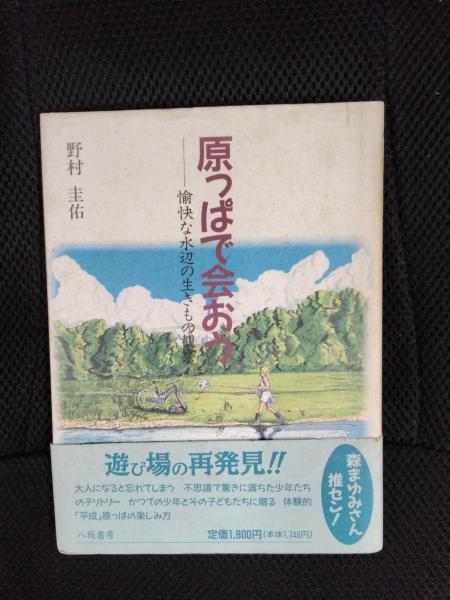 原っぱで会おう
——愉快な水辺の生きもの観察
野村 圭佑
遊び場の再発見!!
大人になると忘れてしまう 不思議で驚きに満ちた少年たち
のテリトリー かつての少年とその子どもたちに贈る 体験的
「平成」原っぱの楽しみ方
八坂書房
定価1,800円(本体1,748円)
森まゆみさん
推セン!